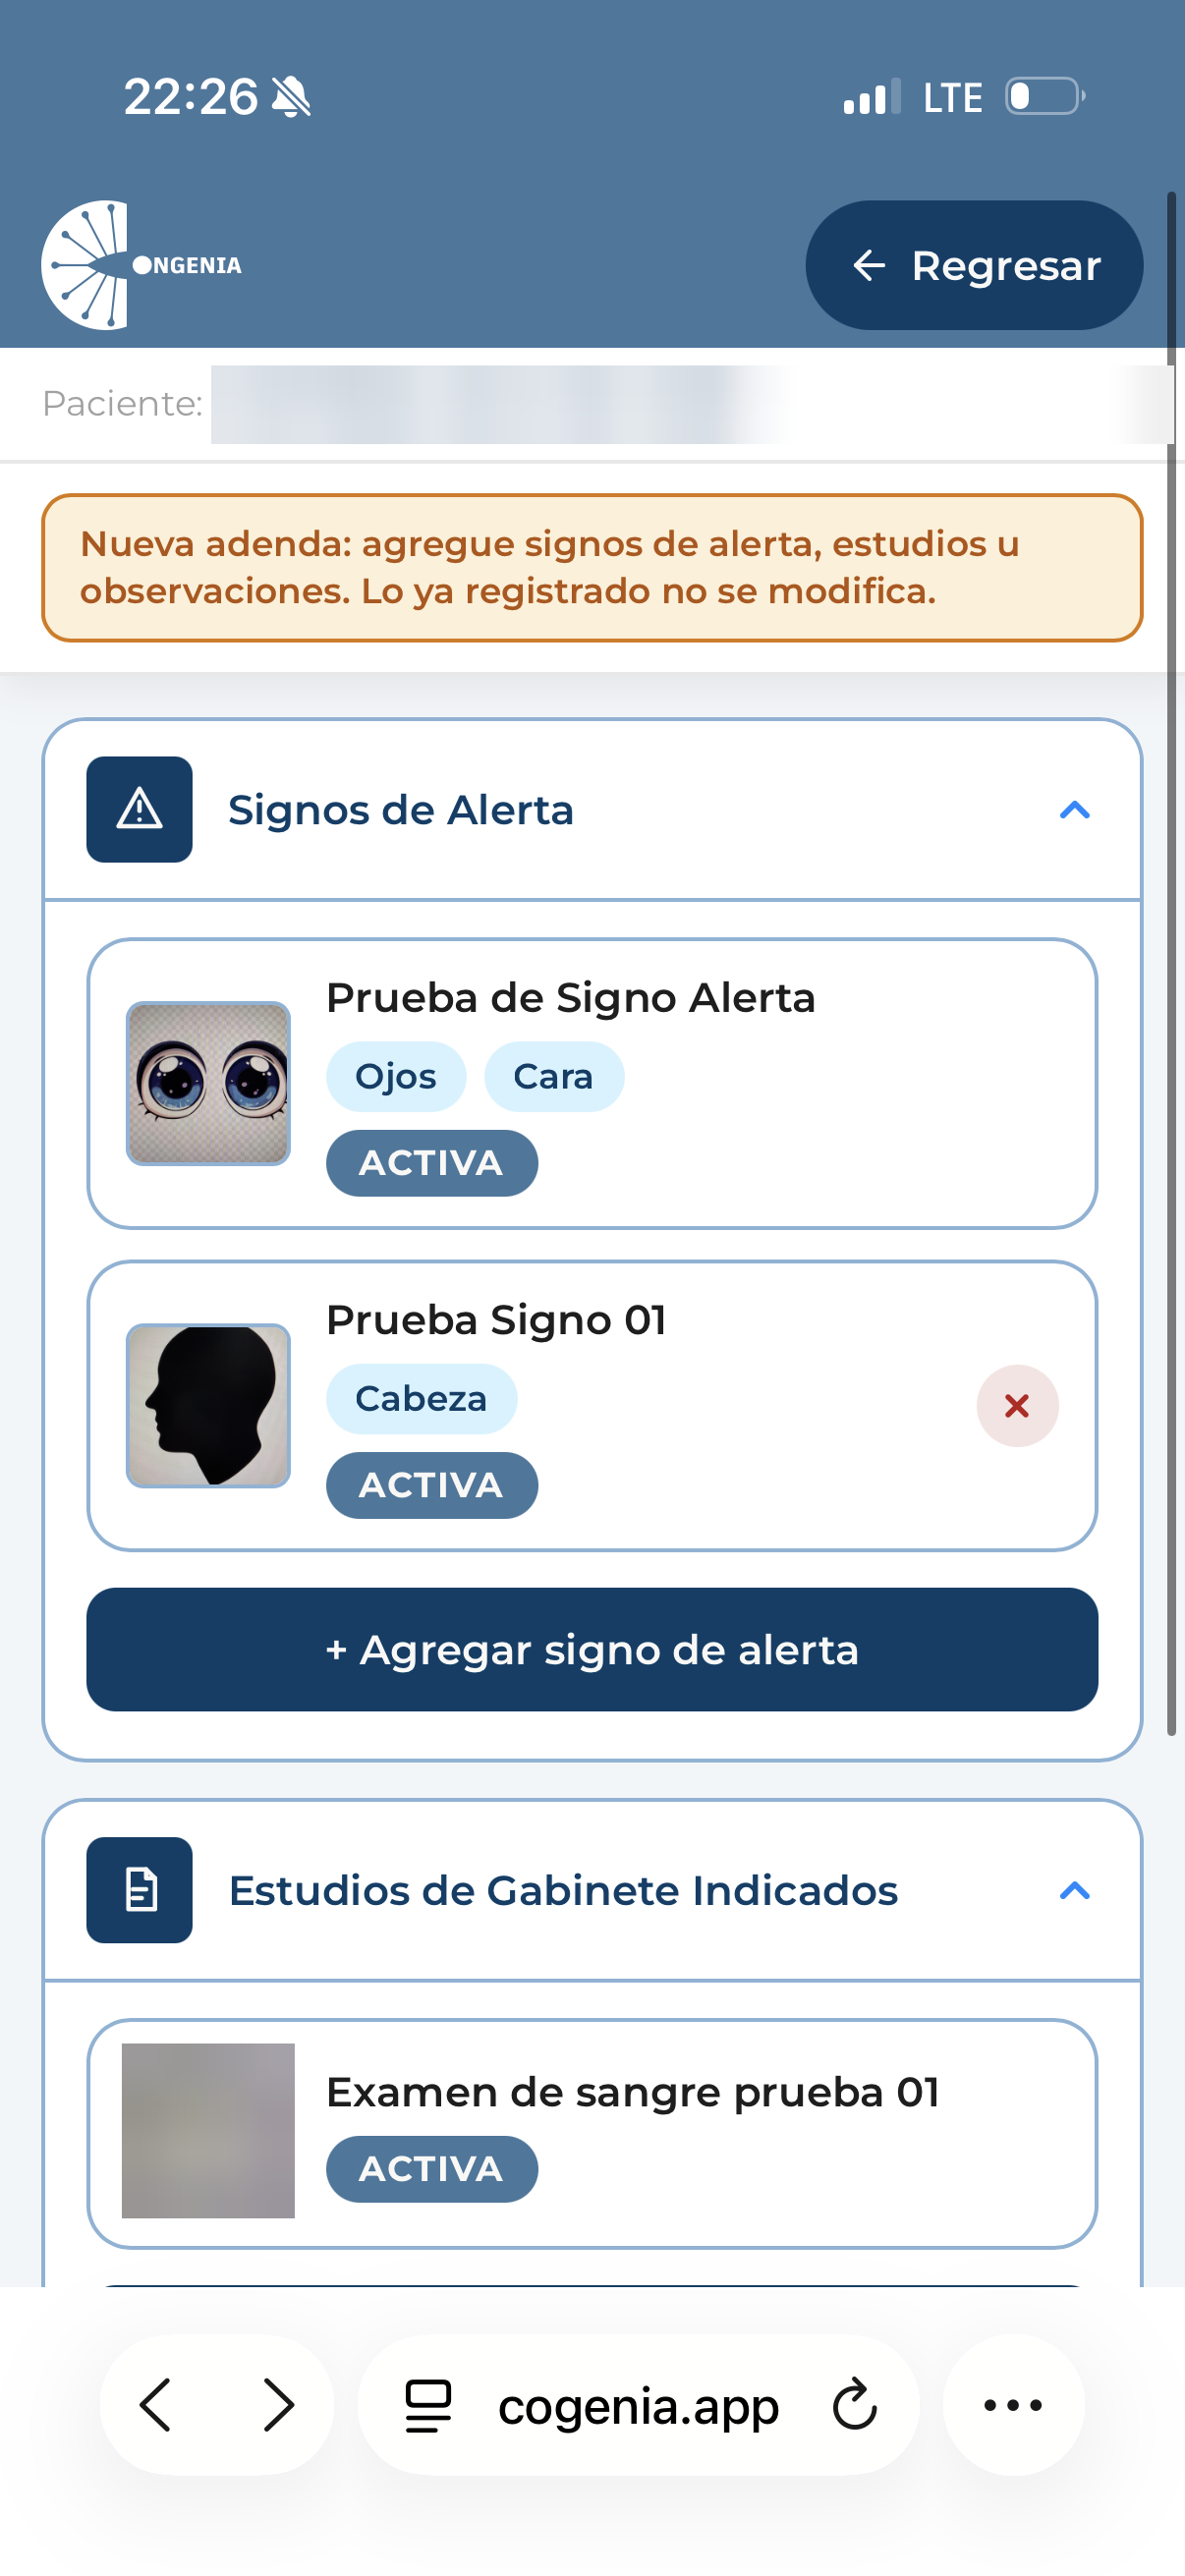 22:26
LTE
ONGENIA
← Regresar
Paciente:
Nueva adenda: agregue signos de alerta, estudios u
observaciones. Lo ya registrado no se modifica.
Signos de Alerta
Prueba de Signo Alerta
Ojos Cara
ACTIVA
Prueba Signo 01
Cabeza
ACTIVA
+ Agregar signo de alerta
Estudios de Gabinete Indicados
Examen de sangre prueba 01
ACTIVA
cogenia.app